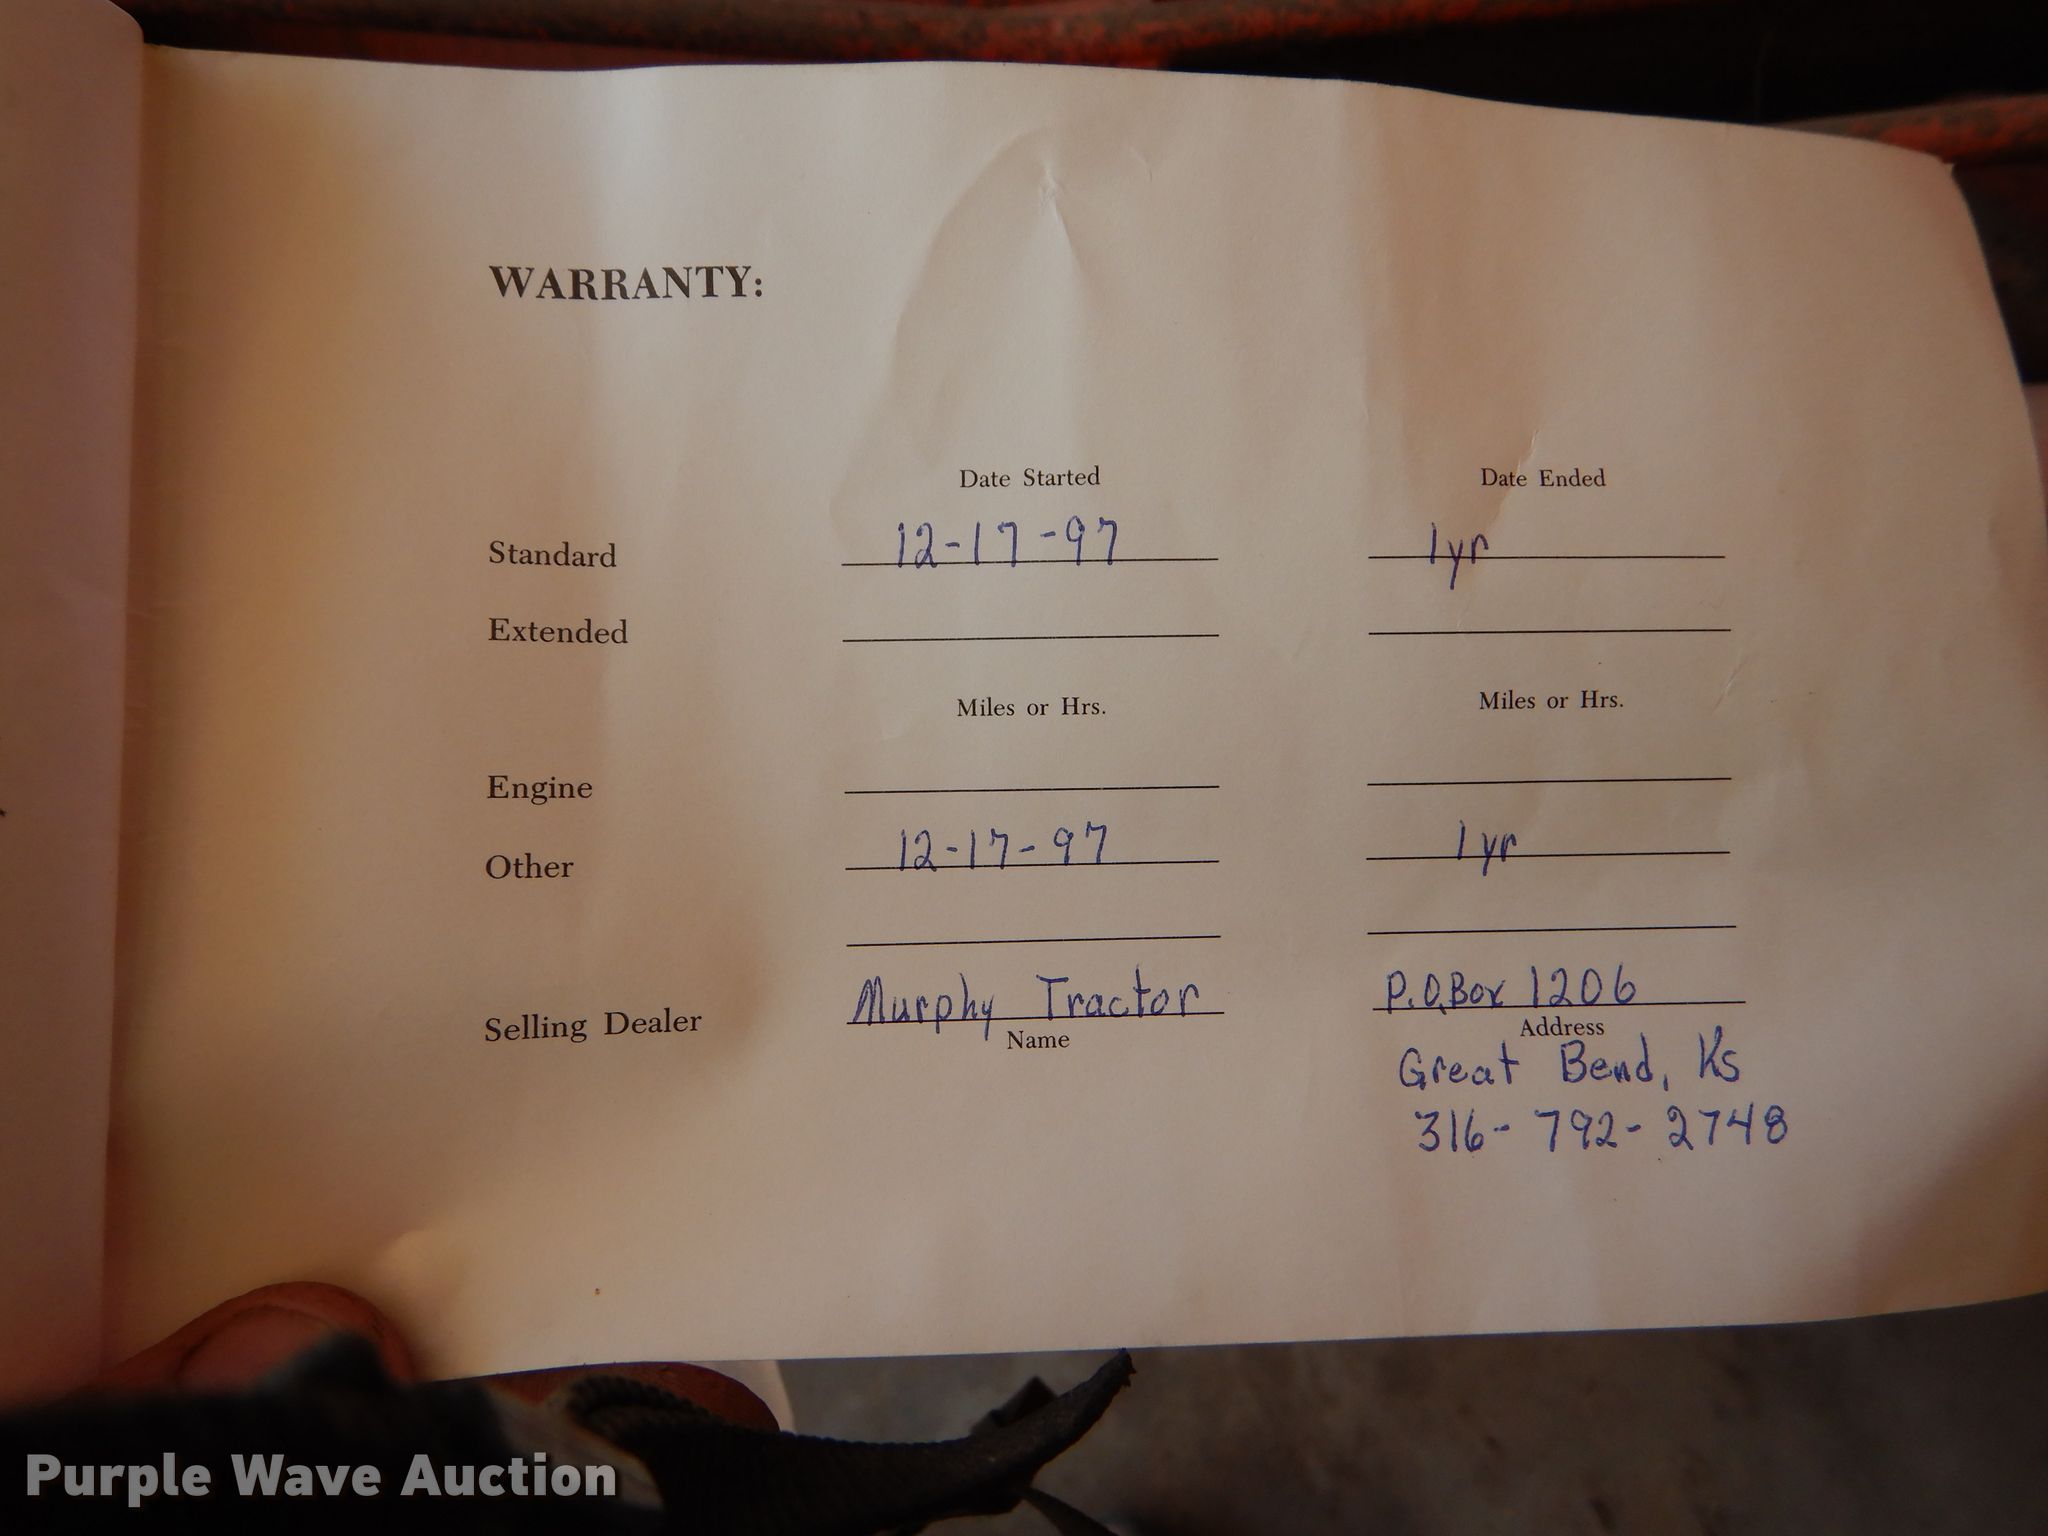 WARRANTY:
Date Started Date Ended
Standard 12-17-97 1yr
Extended
Miles or Hrs. Miles or Hrs.
Engine
Other 12-17-97 1yr
Selling Dealer Murphy Tractor P.O.Box 1206
Name Address
Great Bend, Ks
316-792-2748
Purple Wave Auction